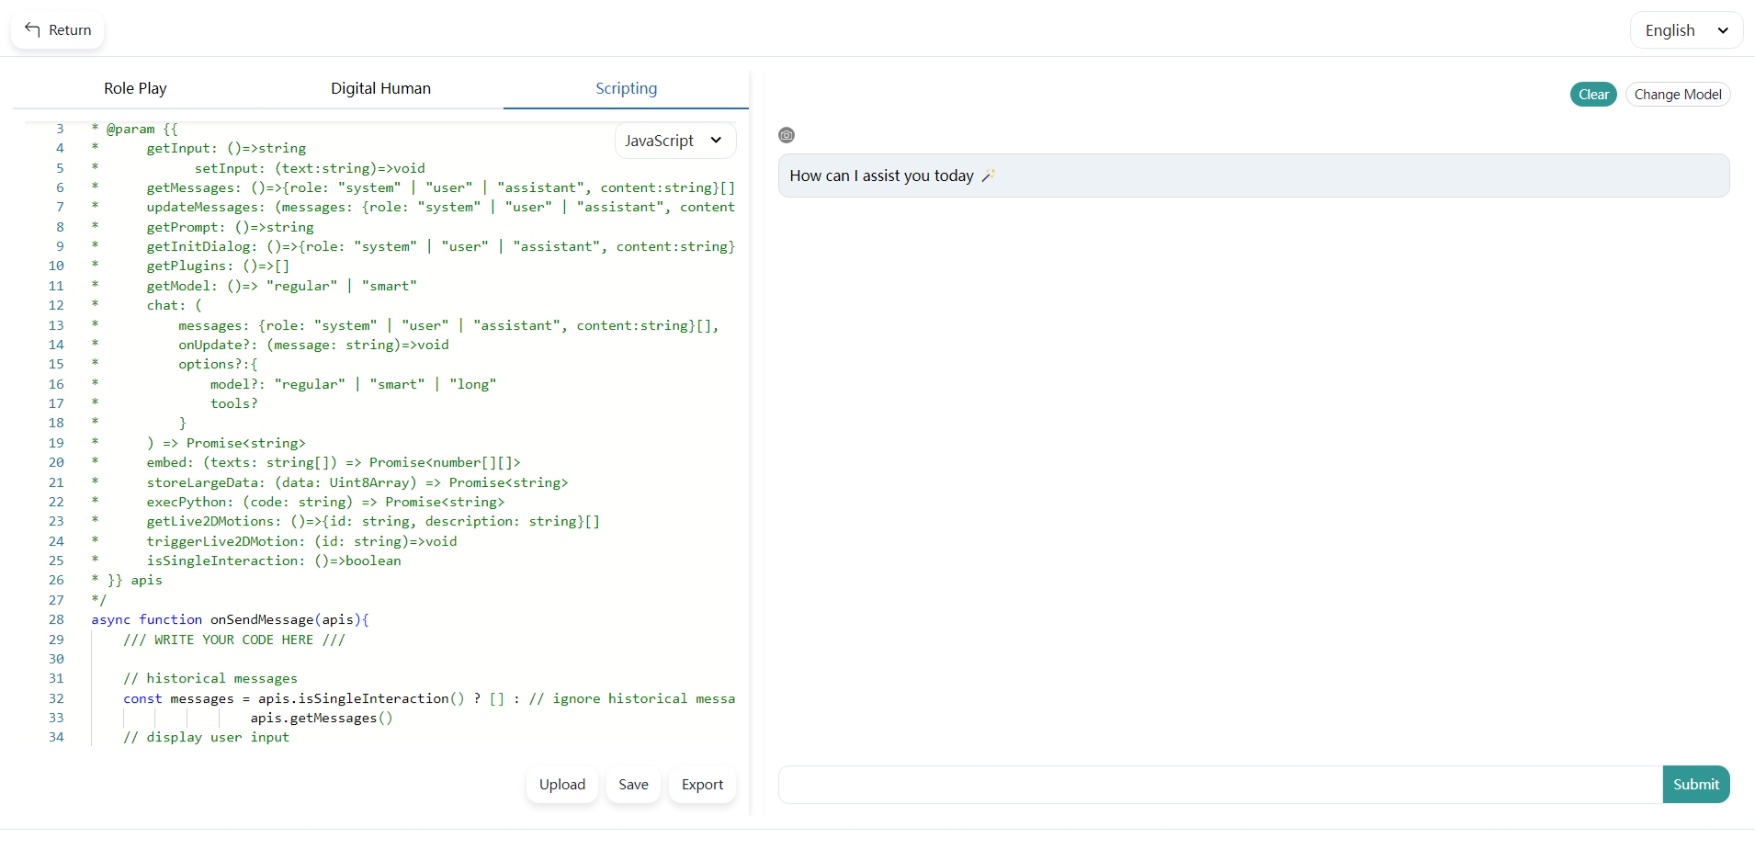 Return
English
Role Play
Digital Human
Scripting
JavaScript
3 * @param {{
4 * getInput: ()=>string
5 * setInput: (text:string)=>void
6 * getMessages: ()=>{role: "system" | "user" | "assistant", content:string}[]
7 * updateMessages: (messages: {role: "system" | "user" | "assistant", content
8 * getPrompt: ()=>string
9 * getInitDialog: ()=>{role: "system" | "user" | "assistant", content:string}
10 * getPlugins: ()=>[]
11 * getModel: ()=> "regular" | "smart"
12 * chat: (
13 * messages: {role: "system" | "user" | "assistant", content:string}[],
14 * onUpdate?: (message: string)=>void
15 * options?:{
16 * model?: "regular" | "smart" | "long"
17 * tools?
18 * }
19 * ) => Promise<string>
20 * embed: (texts: string[]) => Promise<number[][]>
21 * storeLargeData: (data: Uint8Array) => Promise<string>
22 * execPython: (code: string) => Promise<string>
23 * getLive2DMotions: ()=>{id: string, description: string}[]
24 * triggerLive2DMotion: (id: string)=>void
25 * isSingleInteraction: ()=>boolean
26 * }} apis
27 */
28 async function onSendMessage(apis){
29 /// WRITE YOUR CODE HERE ///
30
31 // historical messages
32 const messages = apis.isSingleInteraction() ? [] : // ignore historical messa
33 apis.getMessages()
34 // display user input
Upload
Save
Export
Clear
Change Model
How can I assist you today 🪄
Submit